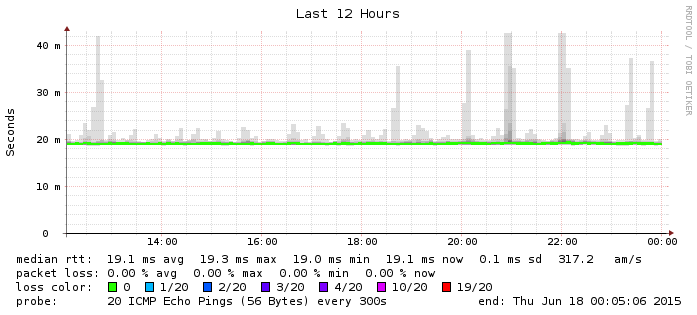 Last 12 Hours
RRDTOOL / TOBI OETIKER
Seconds
40 m
30 m
20 m
10 m
0
14:00 16:00 18:00 20:00 22:00 00:00
median rtt: 19.1 ms avg 19.3 ms max 19.0 ms min 19.1 ms now 0.1 ms sd 317.2 am/s
packet loss: 0.00 % avg 0.00 % max 0.00 % min 0.00 % now
loss color: 0 1/20 2/20 3/20 4/20 10/20 19/20
probe: 20 ICMP Echo Pings (56 Bytes) every 300s end: Thu Jun 18 00:05:06 2015